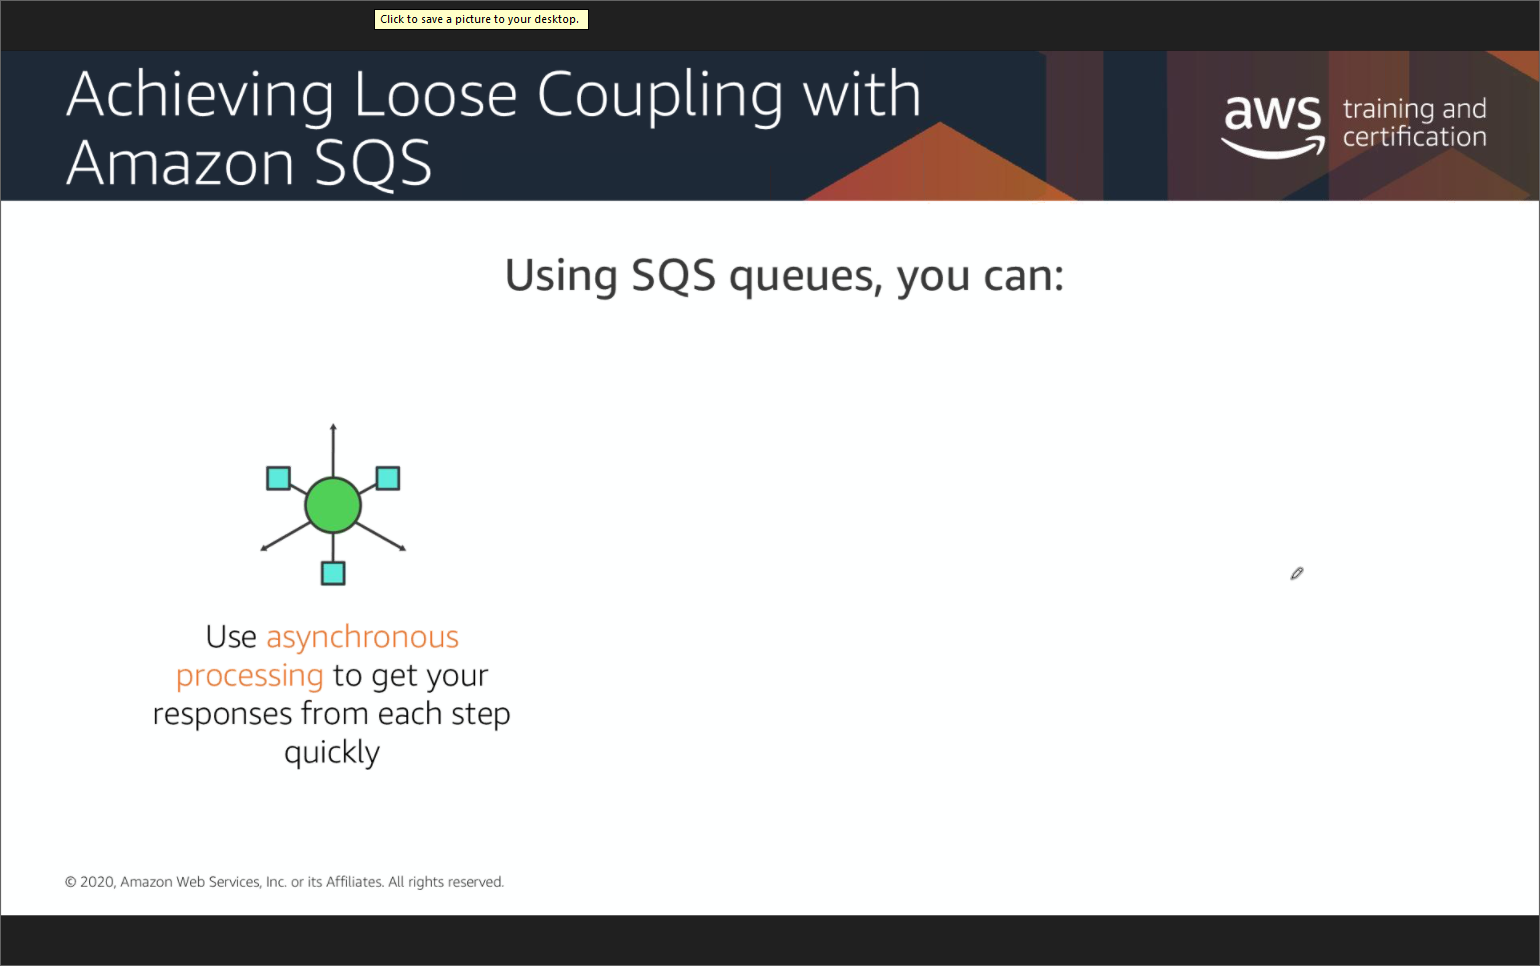 Click to save a picture to your desktop.
Achieving Loose Coupling with
Amazon SQS
aws training and
certification
Using SQS queues, you can:
Use asynchronous
processing to get your
responses from each step
quickly
© 2020, Amazon Web Services, Inc. or its Affiliates. All rights reserved.